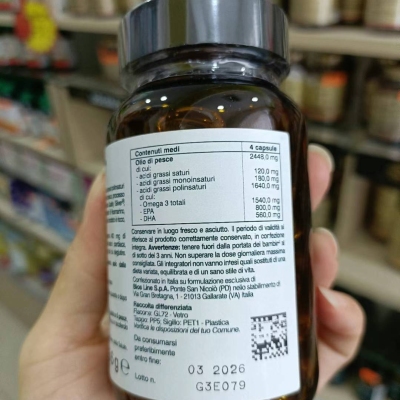 Contenuti medi 4 capsule
Olio di pesce 2448,0 mg
di cui:
- acidi grassi saturi 120,0 mg
- acidi grassi monoinsaturi 180,0 mg
- acidi grassi polinsaturi 1640,0 mg
di cui:
- Omega 3 totali 1540,0 mg
- EPA 800,0 mg
- DHA 560,0 mg
Conservare in luogo fresco e asciutto. Il periodo di validità si
riferisce al prodotto correttamente conservato, in confezione
integra. Avvertenze: tenere fuori dalla portata dei bambini al
di sotto dei 3 anni. Non superare la dose giornaliera massima
consigliata. Gli integratori non vanno intesi quali sostituti di una
dieta variata, equilibrata e di un sano stile di vita.
Prodotto in Italia su formulazione esclusiva di
Blue Line S.p.A. Ponte San Nicolò (PD) nello stabilimento di
Via Gran Bretagna, 1 - 21013 Gallarate (VA) Italia
Raccolta differenziata
Flacone: GL72 - Vetro
Tappo: PP5, Sigillo: PET1 - Plastica
Verifica le disposizioni del tuo Comune.
Da consumarsi
preferibilmente
entro fine: 03 2026
Lotto n. G3E079